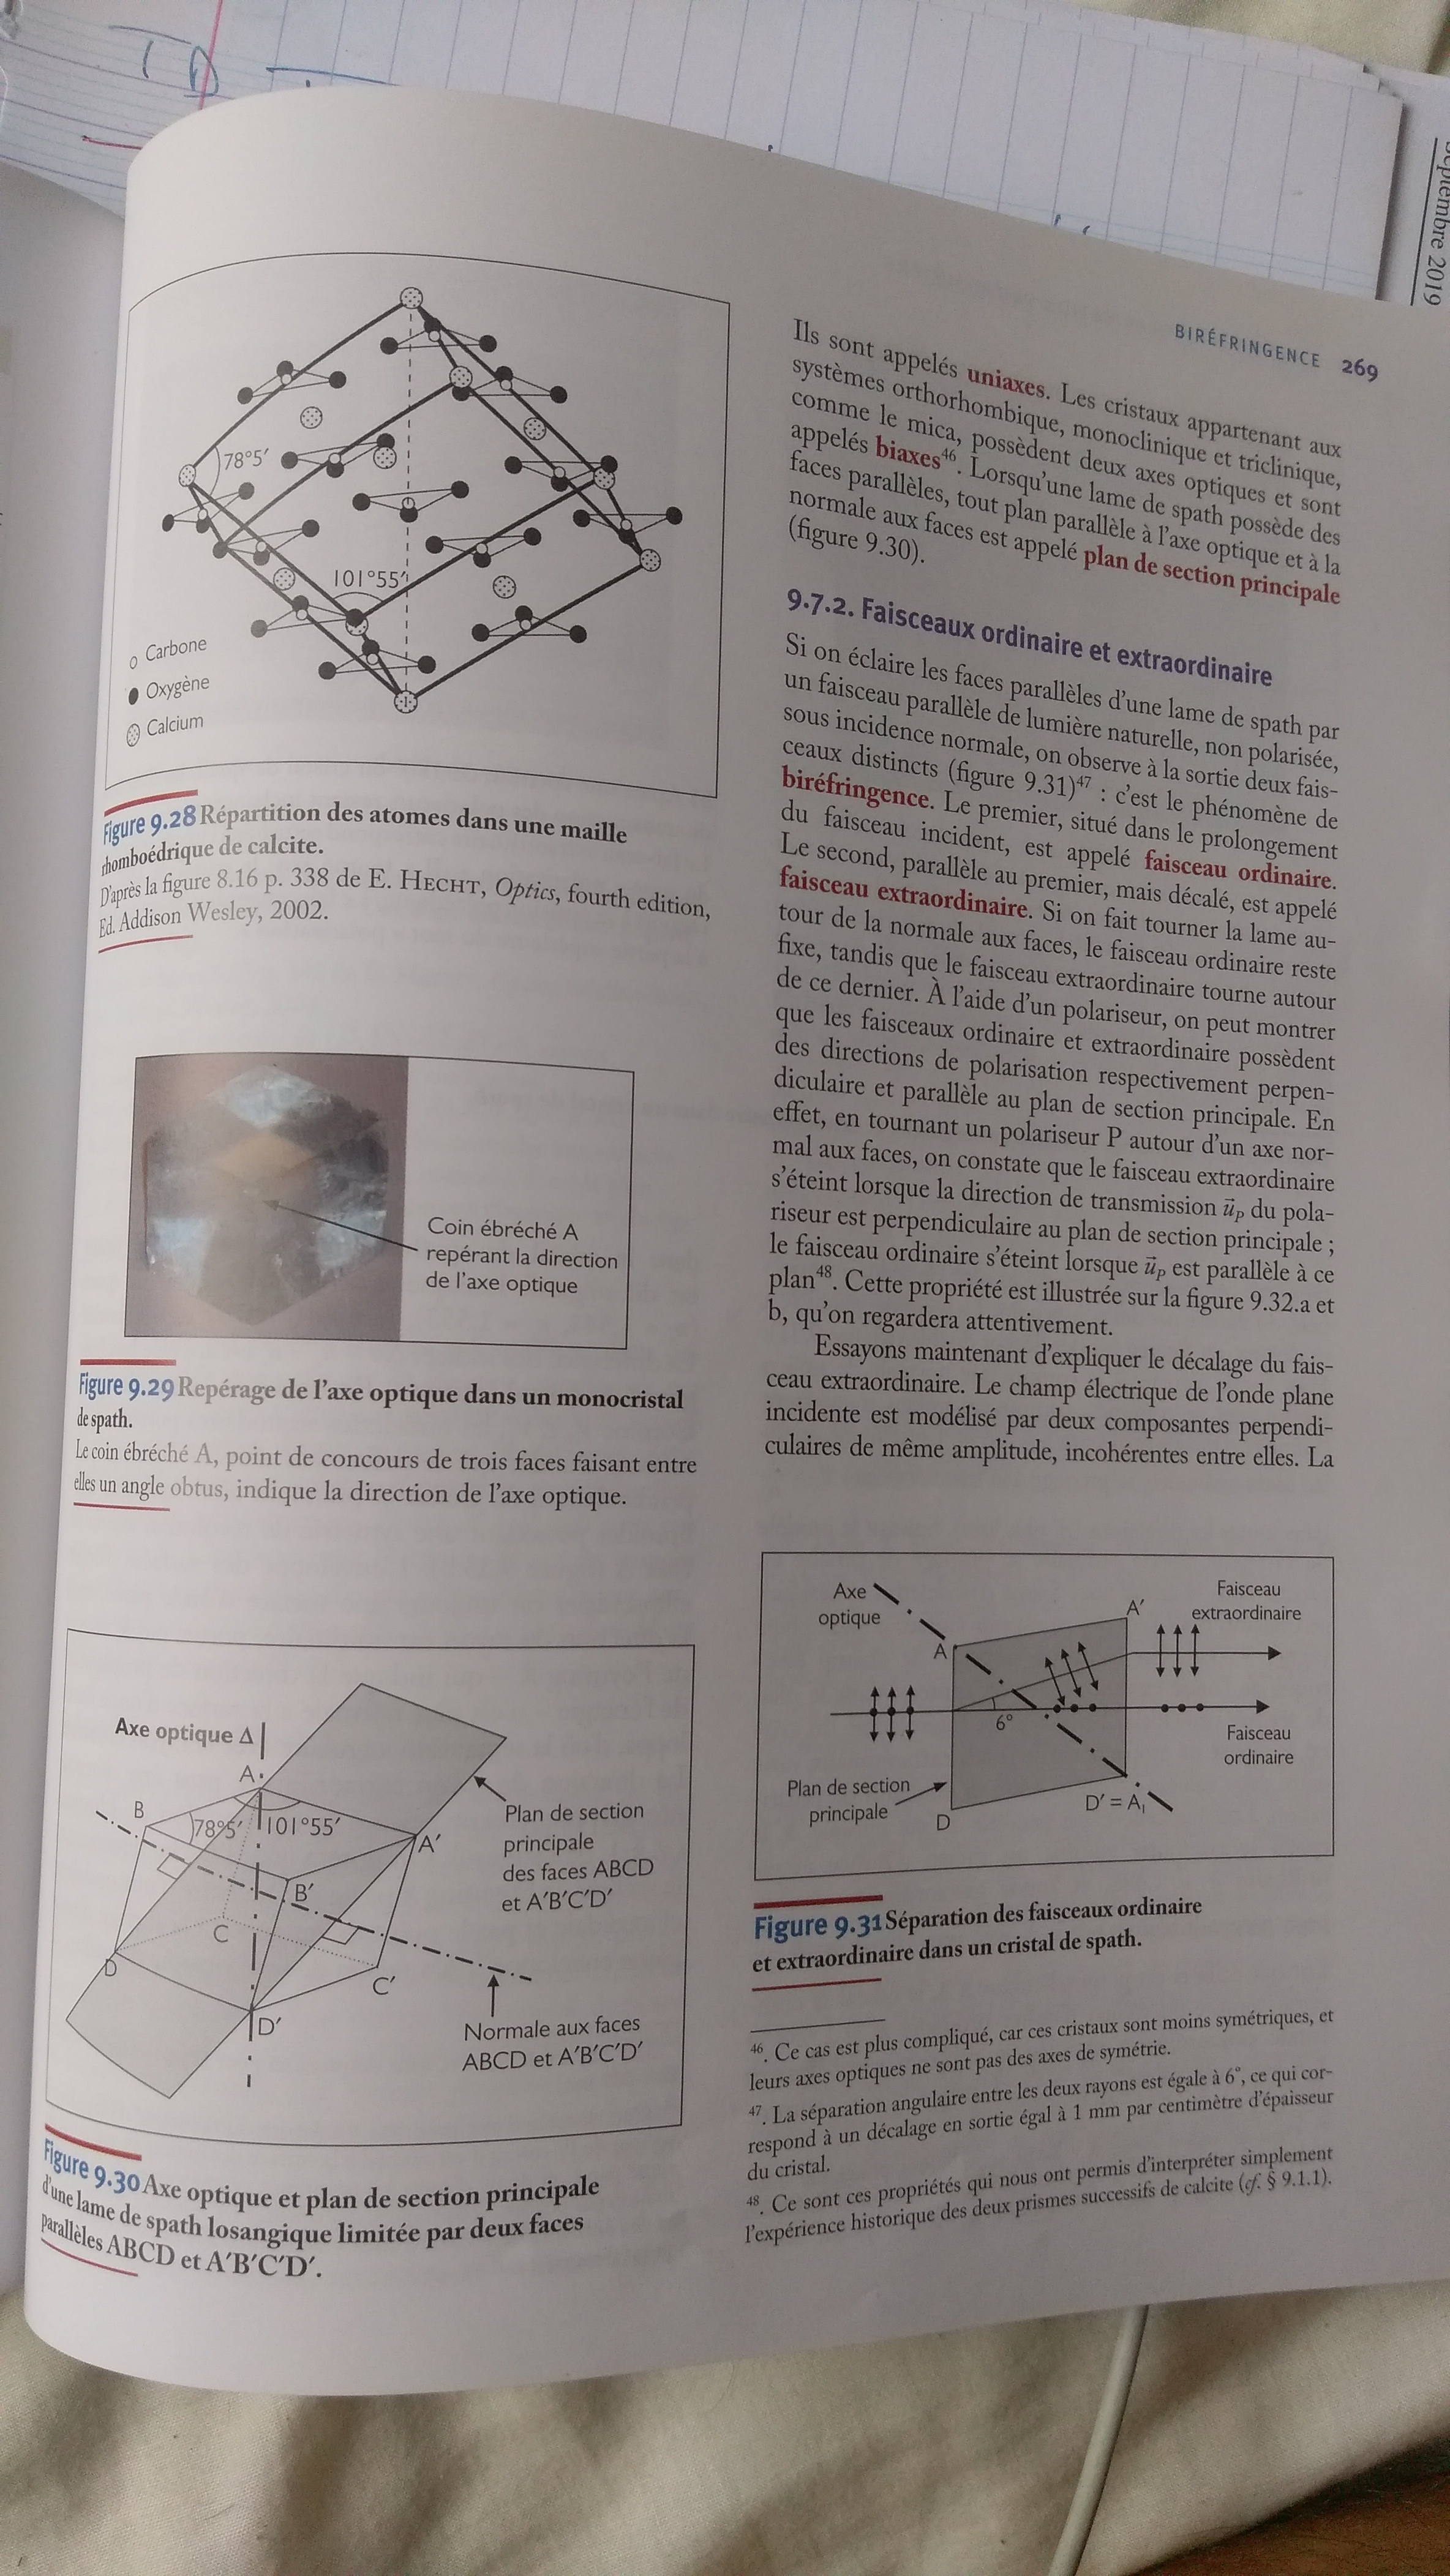 TD
Septembre 2019
BIRÉFRINGENCE 269
78°5′
101°55′
Carbone
Oxygène
Calcium
Figure 9.28 Répartition des atomes dans une maille
rhomboédrique de calcite.
D'après la figure 8.16 p. 338 de E. HECHT, Optics, fourth edition,
Ed. Addison Wesley, 2002.
Coin ébréché A
repérant la direction
de l'axe optique
Figure 9.29 Repérage de l'axe optique dans un monocristal
de spath.
Le coin ébréché A, point de concours de trois faces faisant entre
elles un angle obtus, indique la direction de l'axe optique.
Axe optique Δ
A
B
78°5′
101°55′
A′
B′
C
D
C′
D′
Plan de section
principale
des faces ABCD
et A′B′C′D′
Normale aux faces
ABCD et A′B′C′D′
Figure 9.30 Axe optique et plan de section principale
d'une lame de spath losangique limitée par deux faces
parallèles ABCD et A′B′C′D′.
Ils sont appelés uniaxes. Les cristaux appartenant aux
systèmes orthorhombique, monoclinique et triclinique,
comme le mica, possèdent deux axes optiques et sont
appelés biaxes⁴⁶. Lorsqu'une lame de spath possède des
faces parallèles, tout plan parallèle à l'axe optique et à la
normale aux faces est appelé plan de section principale
(figure 9.30).
9.7.2. Faisceaux ordinaire et extraordinaire
Si on éclaire les faces parallèles d'une lame de spath par
un faisceau parallèle de lumière naturelle, non polarisée,
sous incidence normale, on observe à la sortie deux fais-
ceaux distincts (figure 9.31)⁴⁷ : c'est le phénomène de
biréfringence. Le premier, situé dans le prolongement
du faisceau incident, est appelé faisceau ordinaire.
Le second, parallèle au premier, mais décalé, est appelé
faisceau extraordinaire. Si on fait tourner la lame au-
tour de la normale aux faces, le faisceau ordinaire reste
fixe, tandis que le faisceau extraordinaire tourne autour
de ce dernier. À l'aide d'un polariseur, on peut montrer
que les faisceaux ordinaire et extraordinaire possèdent
des directions de polarisation respectivement perpen-
diculaire et parallèle au plan de section principale. En
effet, en tournant un polariseur P autour d'un axe nor-
mal aux faces, on constate que le faisceau extraordinaire
s'éteint lorsque la direction de transmission u⃗P du pola-
riseur est perpendiculaire au plan de section principale ;
le faisceau ordinaire s'éteint lorsque u⃗P est parallèle à ce
plan⁴⁸. Cette propriété est illustrée sur la figure 9.32.a et
b, qu'on regardera attentivement.
Essayons maintenant d'expliquer le décalage du fais-
ceau extraordinaire. Le champ électrique de l'onde plane
incidente est modélisé par deux composantes perpendi-
culaires de même amplitude, incohérentes entre elles. La
Axe
optique
A
A′
Faisceau
extraordinaire
6°
Faisceau
ordinaire
Plan de section
principale
D
D′ = A₁
Figure 9.31 Séparation des faisceaux ordinaire
et extraordinaire dans un cristal de spath.
⁴⁶. Ce cas est plus compliqué, car ces cristaux sont moins symétriques, et
leurs axes optiques ne sont pas des axes de symétrie.
⁴⁷. La séparation angulaire entre les deux rayons est égale à 6°, ce qui cor-
respond à un décalage en sortie égal à 1 mm par centimètre d'épaisseur
du cristal.
⁴⁸. Ce sont ces propriétés qui nous ont permis d'interpréter simplement
l'expérience historique des deux prismes successifs de calcite (cf. § 9.1.1).